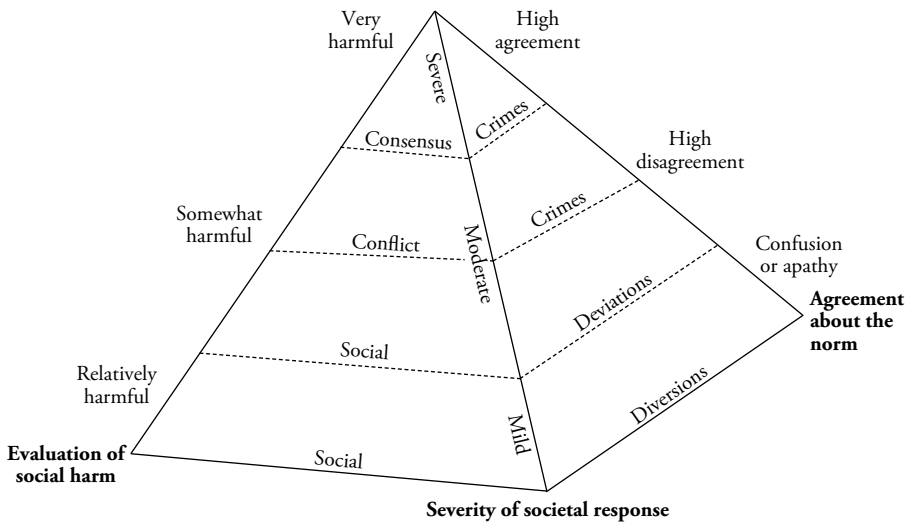 Very
harmful
High
agreement
Severe
Consensus
Crimes
High
disagreement
Somewhat
harmful
Conflict
Crimes
Moderate
Confusion
or apathy
Agreement
about the
norm
Social
Deviations
Relatively
harmful
Mild
Diversions
Evaluation of
social harm
Social
Severity of societal response